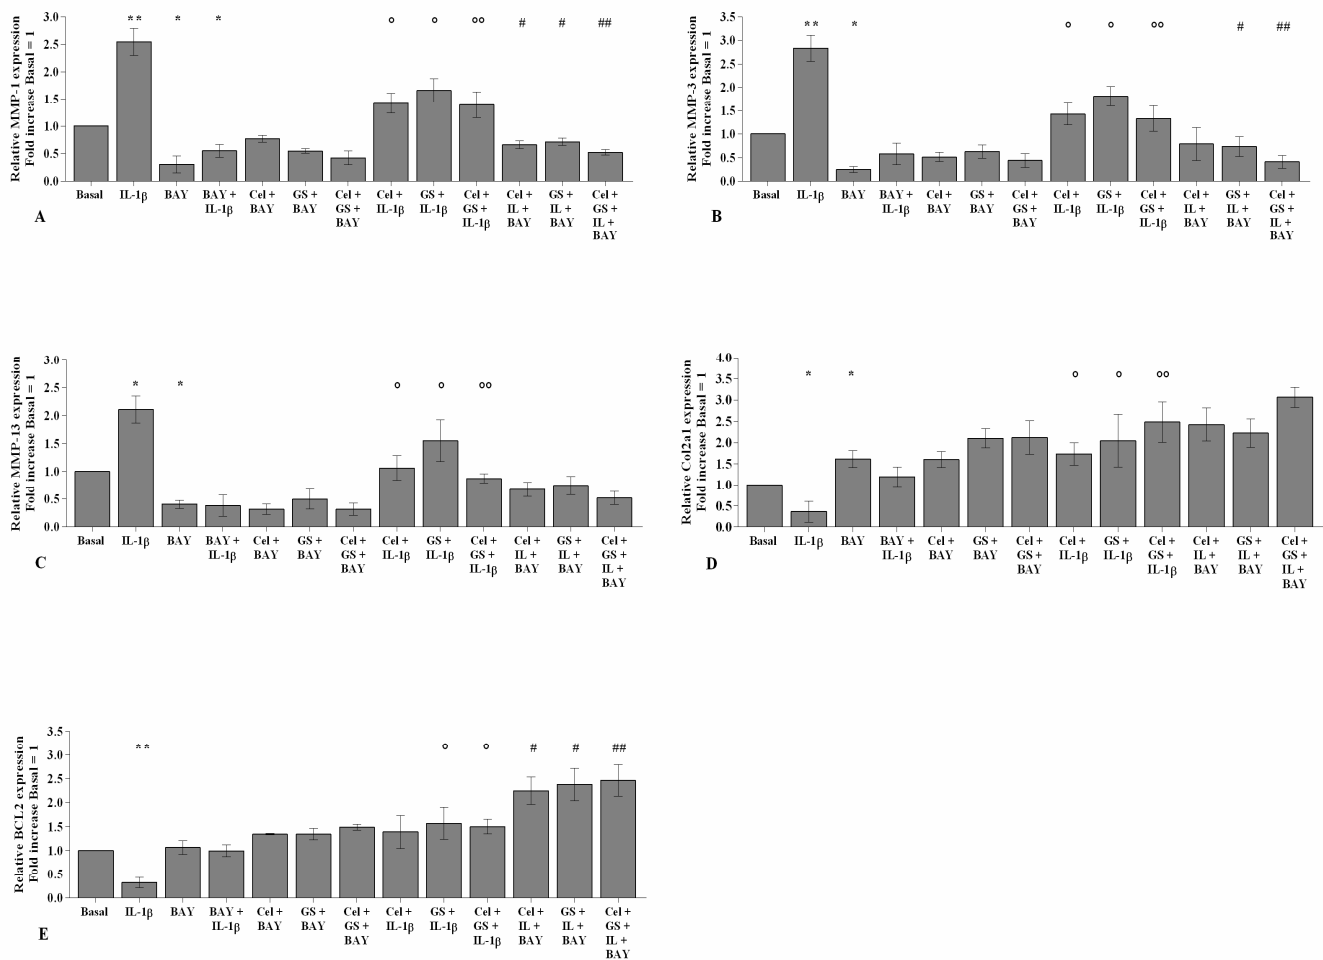 Relative MMP-1 expression
Fold increase Basal = 1
3.0
2.5
2.0
1.5
1.0
0.5
0.0
** * * o o oo # # ##
Basal IL-1β BAY BAY + Cel + GS + Cel + Cel + GS + Cel + Cel + GS + Cel +
IL-1β BAY BAY GS + IL-1β IL-1β GS + IL + IL + GS +
BAY IL-1β BAY BAY IL +
BAY
A
Relative MMP-3 expression
Fold increase Basal = 1
3.5
3.0
2.5
2.0
1.5
1.0
0.5
0.0
** * o o oo # ##
Basal IL-1β BAY BAY + Cel + GS + Cel + Cel + GS + Cel + Cel + GS + Cel +
IL-1β BAY BAY GS + IL-1β IL-1β GS + IL + IL + GS +
BAY IL-1β BAY BAY IL +
BAY
B
Relative MMP-13 expression
Fold increase Basal = 1
3.0
2.5
2.0
1.5
1.0
0.5
0.0
* * o o oo
Basal IL-1β BAY BAY + Cel + GS + Cel + Cel + GS + Cel + Cel + GS + Cel +
IL-1β BAY BAY GS + IL-1β IL-1β GS + IL + IL + GS +
BAY IL-1β BAY BAY IL +
BAY
C
Relative Col2a1 expression
Fold increase Basal = 1
4.0
3.5
3.0
2.5
2.0
1.5
1.0
0.5
0.0
* * o o oo
Basal IL-1β BAY BAY + Cel + GS + Cel + Cel + GS + Cel + Cel + GS + Cel +
IL-1β BAY BAY GS + IL-1β IL-1β GS + IL + IL + GS +
BAY IL-1β BAY BAY IL +
BAY
D
Relative BCL2 expression
Fold increase Basal = 1
3.5
3.0
2.5
2.0
1.5
1.0
0.5
0.0
** o o # # ##
Basal IL-1β BAY BAY + Cel + GS + Cel + Cel + GS + Cel + Cel + GS + Cel +
IL-1β BAY BAY GS + IL-1β IL-1β GS + IL + IL + GS +
BAY IL-1β BAY BAY IL +
BAY
E